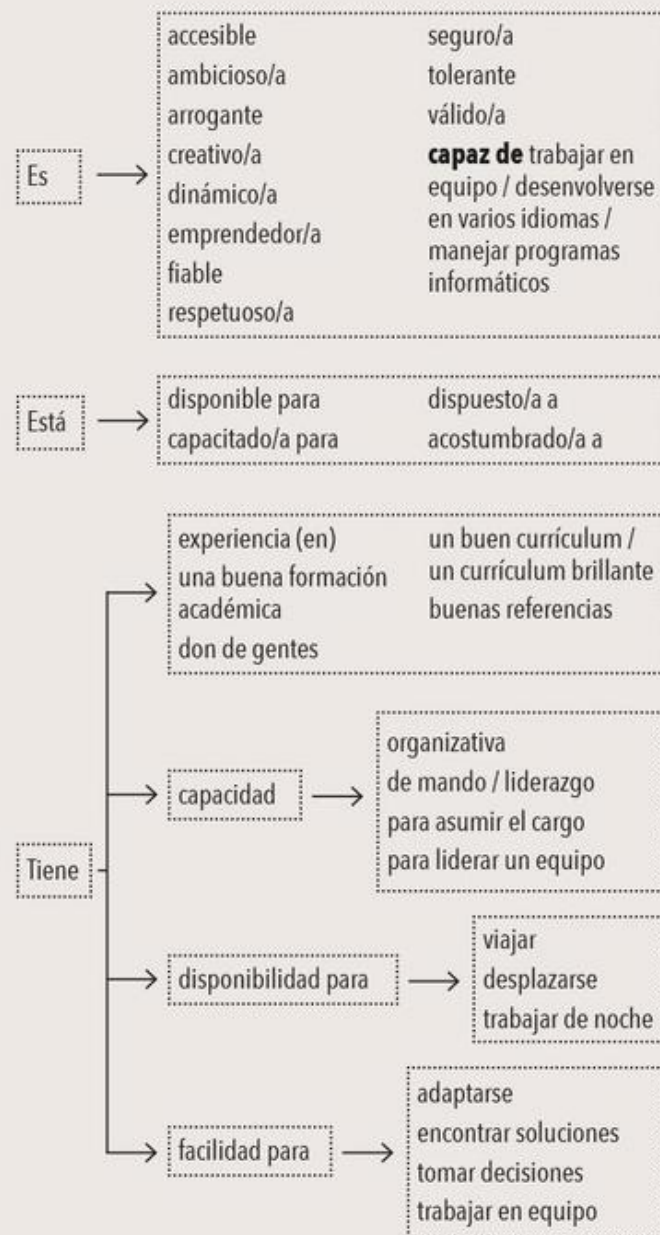 Es
accesible
ambicioso/a
arrogante
creativo/a
dinámico/a
emprendedor/a
fiable
respetuoso/a
seguro/a
tolerante
válido/a
capaz de trabajar en
equipo / desenvolverse
en varios idiomas /
manejar programas
informáticos
Está
disponible para
capacitado/a para
dispuesto/a a
acostumbrado/a a
Tiene
experiencia (en)
una buena formación
académica
don de gentes
un buen currículum /
un currículum brillante
buenas referencias
capacidad
organizativa
de mando / liderazgo
para asumir el cargo
para liderar un equipo
disponibilidad para
viajar
desplazarse
trabajar de noche
facilidad para
adaptarse
encontrar soluciones
tomar decisiones
trabajar en equipo